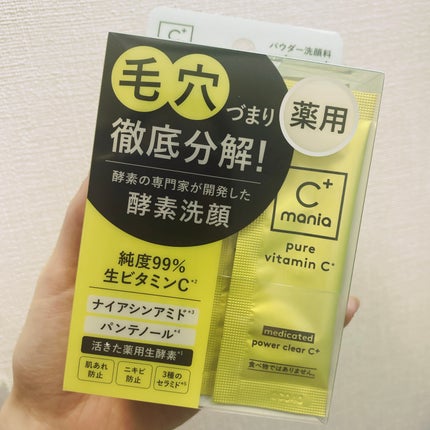 C+
パウダー洗顔料
毛穴づまり
薬用
徹底分解!
酵素の専門家が開発した
酵素洗顔
純度99%
生ビタミンC*2
ナイアシンアミド*3
パンテノール*4
活きた薬用生酵素*1
肌あれ
防止
ニキビ
防止
3種の
セラミド*5
C+
mania
pure
vitamin C*
medicated
power clear C+
食べ物ではありません。